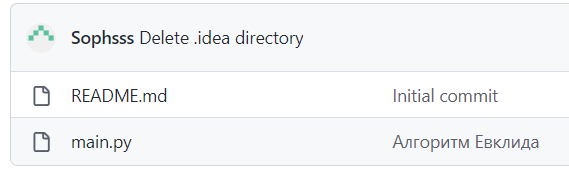 Sophsss Delete .idea directory
README.md Initial commit
main.py Алгоритм Евклида